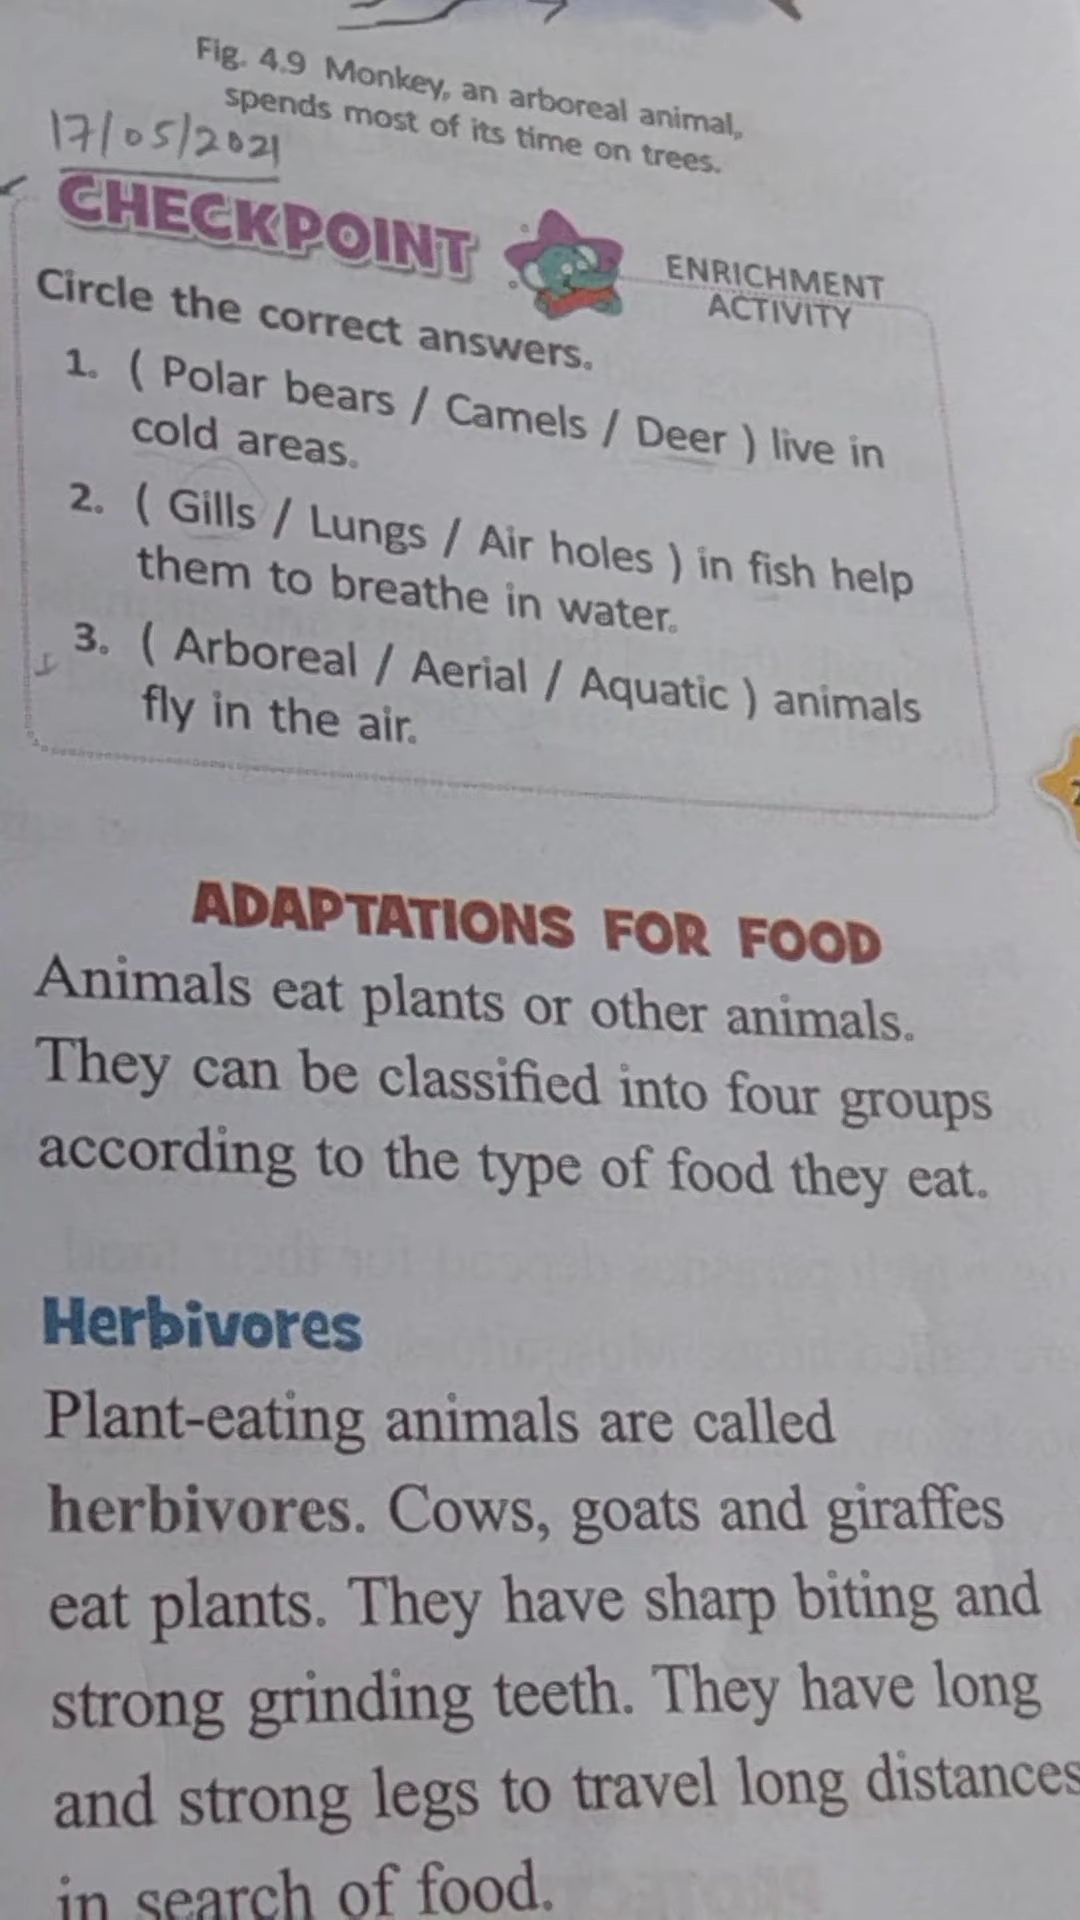 Fig. 4.9 Monkey, an arboreal animal,
spends most of its time on trees.
17/05/2021
CHECKPOINT
ENRICHMENT
ACTIVITY
Circle the correct answers.
1. ( Polar bears / Camels / Deer ) live in
cold areas.
2. ( Gills / Lungs / Air holes ) in fish help
them to breathe in water.
3. ( Arboreal / Aerial / Aquatic ) animals
fly in the air.
ADAPTATIONS FOR FOOD
Animals eat plants or other animals.
They can be classified into four groups
according to the type of food they eat.
Herbivores
Plant-eating animals are called
herbivores. Cows, goats and giraffes
eat plants. They have sharp biting and
strong grinding teeth. They have long
and strong legs to travel long distances
in search of food.